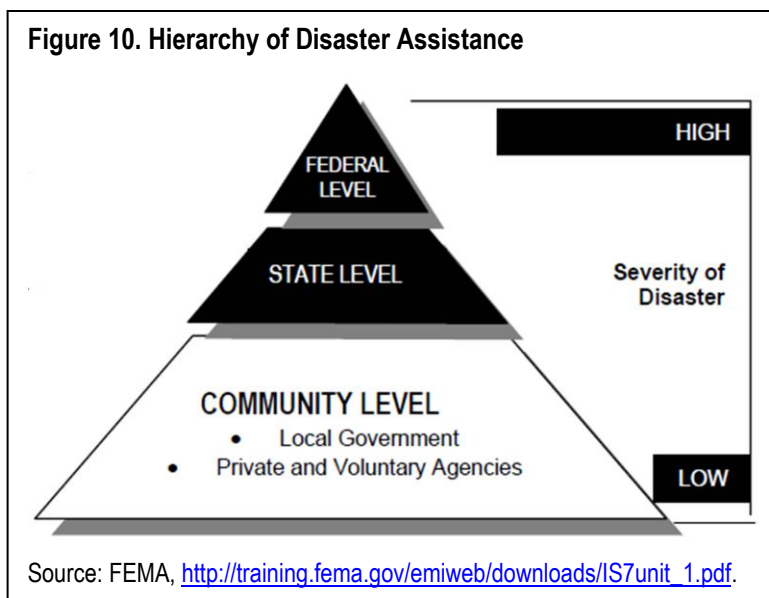 Figure 10. Hierarchy of Disaster Assistance
FEDERAL
LEVEL
HIGH
STATE LEVEL
Severity of
Disaster
COMMUNITY LEVEL
• Local Government
• Private and Voluntary Agencies
LOW
Source: FEMA, http://training.fema.gov/emiweb/downloads/IS7unit_1.pdf.